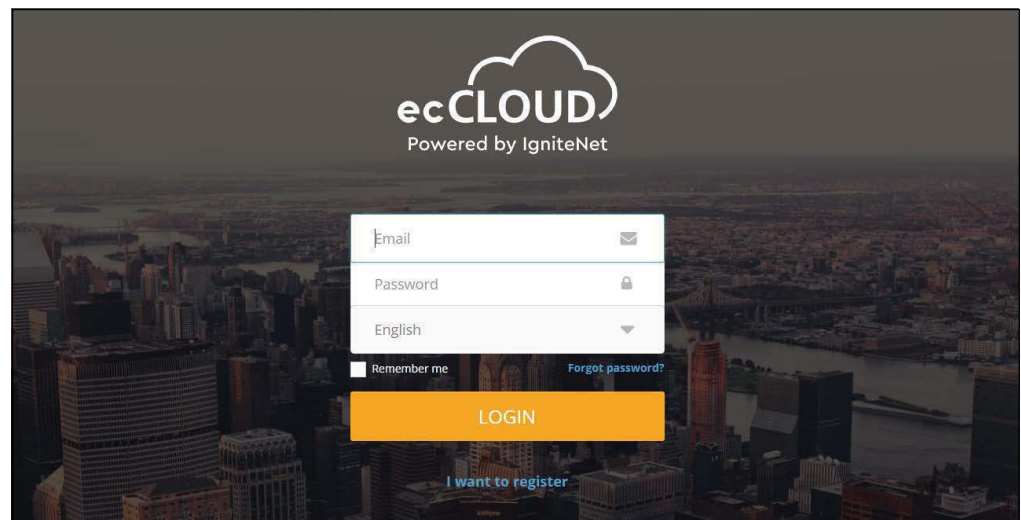 ecCLOUD
Powered by IgniteNet
Email
Password
English
Remember me
Forgot password?
LOGIN
I want to register